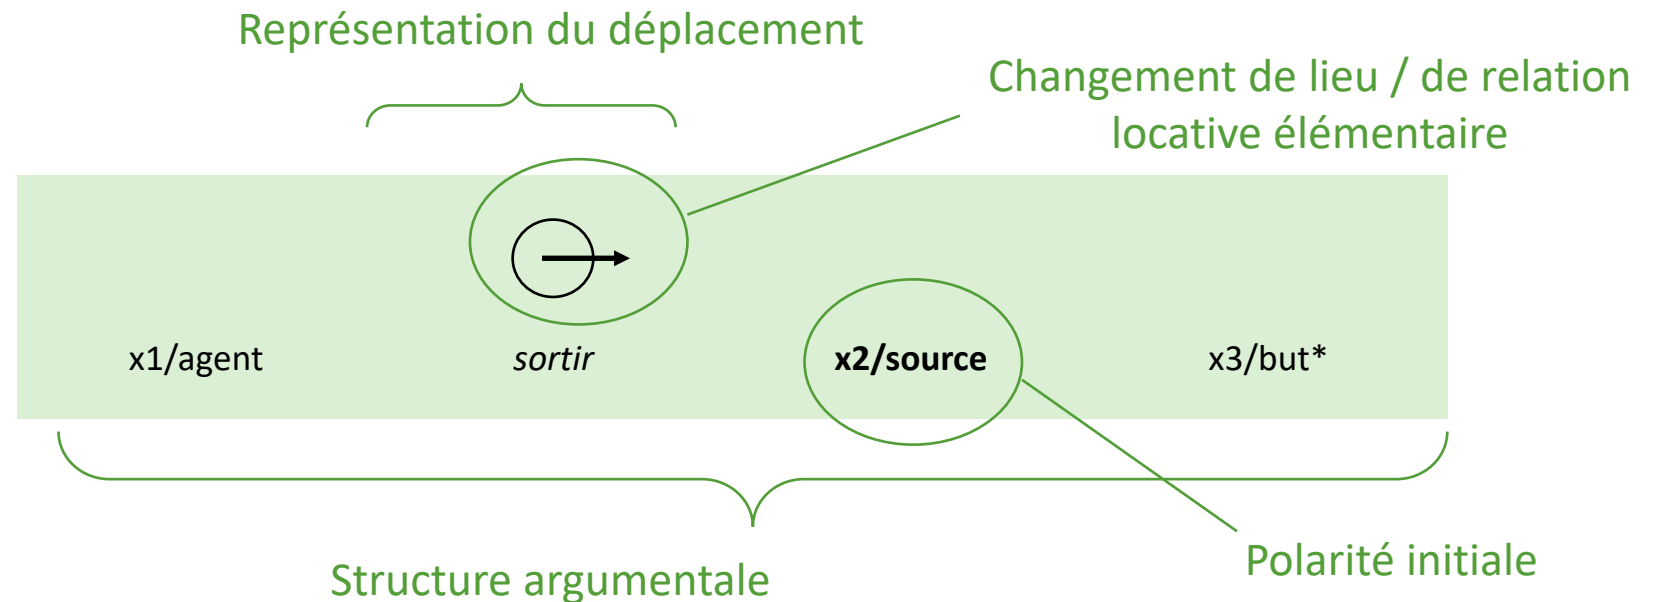 Représentation du déplacement
Changement de lieu / de relation
locative élémentaire
x1/agent
sortir
x2/source
x3/but*
Structure argumentale
Polarité initiale